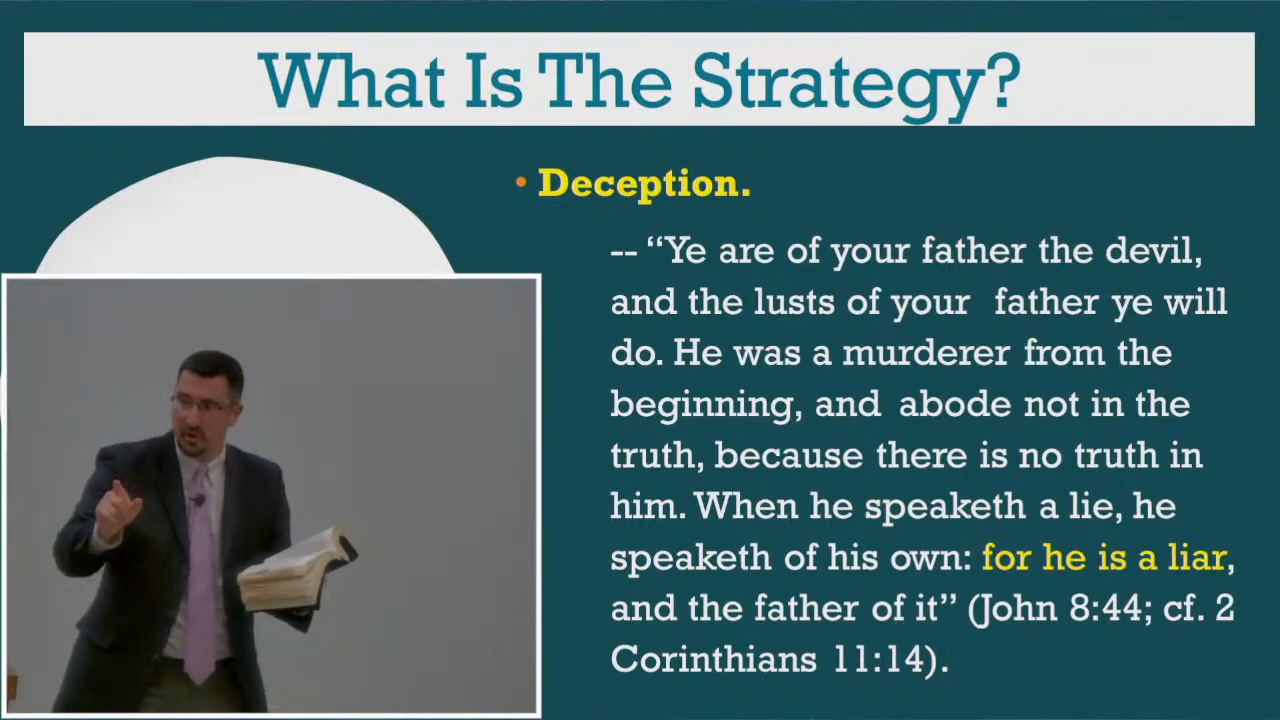 What Is The Strategy?
• Deception.
-- “Ye are of your father the devil,
and the lusts of your father ye will
do. He was a murderer from the
beginning, and abode not in the
truth, because there is no truth in
him. When he speaketh a lie, he
speaketh of his own: for he is a liar,
and the father of it” (John 8:44; cf. 2
Corinthians 11:14).